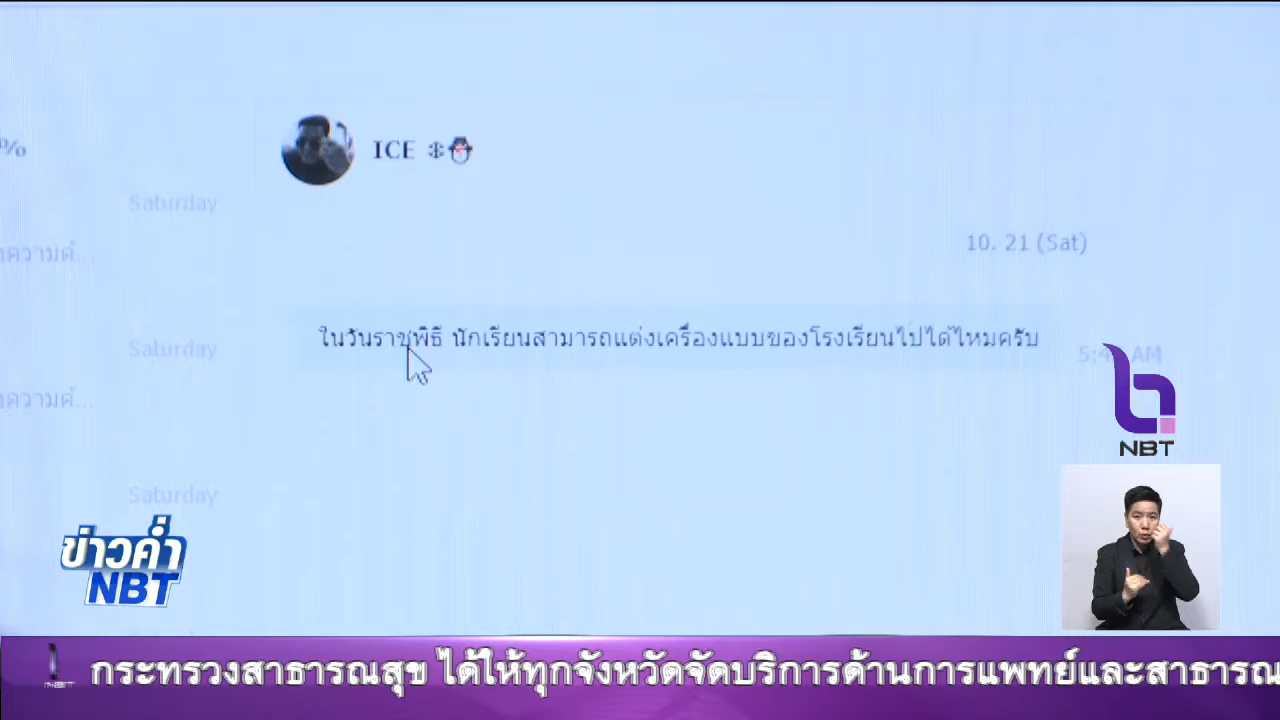 %
ICE
Saturday
10. 21 (Sat)
ในวันราชพิธี นักเรียนสามารถแต่งเครื่องแบบของโรงเรียนไปได้ไหมครับ
Saturday
AM
Saturday
NBT
ข่าวค่ำ
NBT
NBT
กระทรวงสาธารณสุข ได้ให้ทุกจังหวัดจัดบริการด้านการแพทย์และสาธารณ